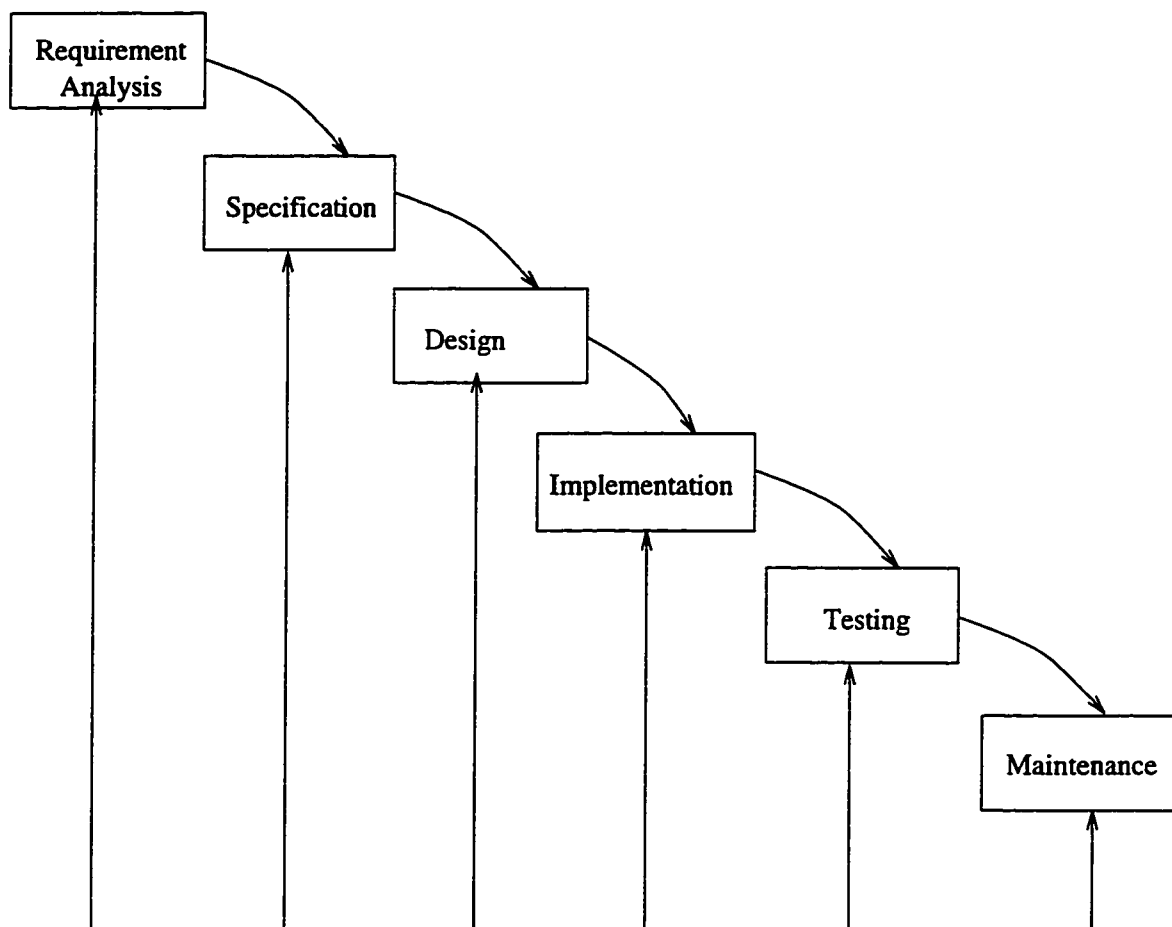 Requirement
Analysis
Specification
Design
Implementation
Testing
Maintenance